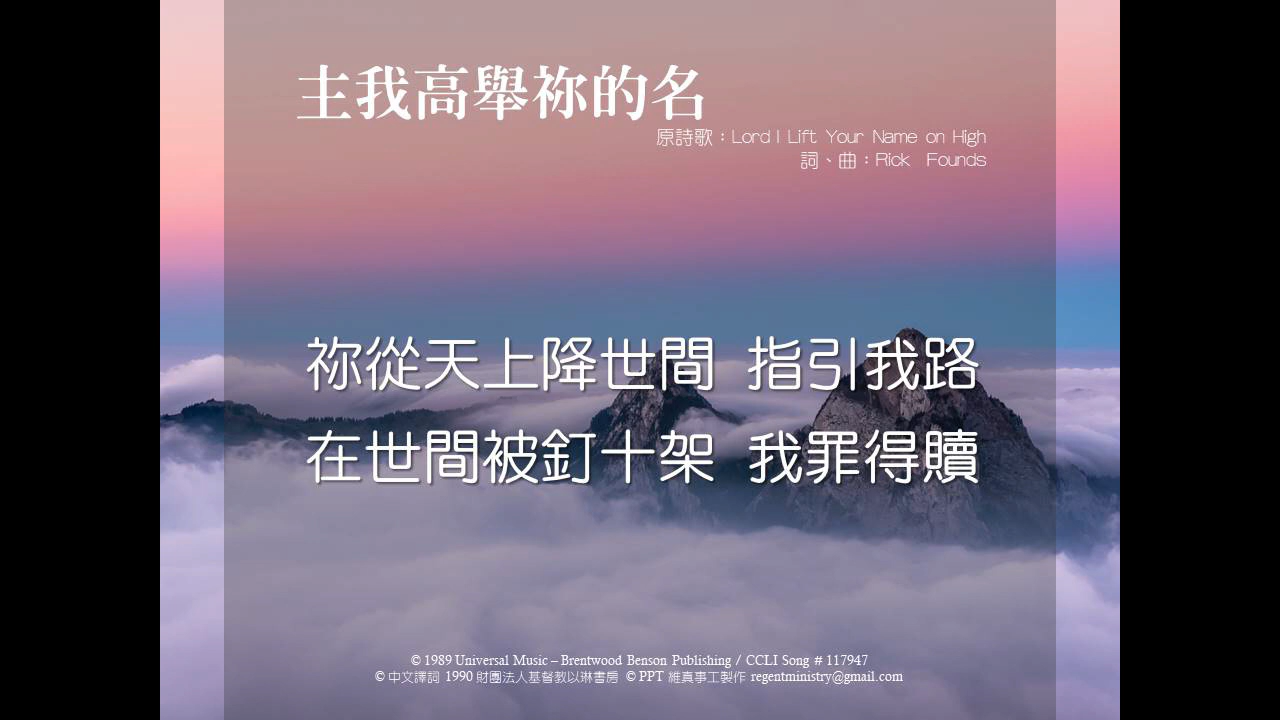 主我高舉祢的名
原詩歌：Lord I Lift Your Name on High
詞、曲：Rick Founds
祢從天上降世間 指引我路
在世間被釘十架 我罪得贖
© 1989 Universal Music – Brentwood Benson Publishing / CCLI Song # 117947
© 中文譯詞 1990 財團法人基督教以琳書房 © PPT 維真事工製作 regentministry@gmail.com